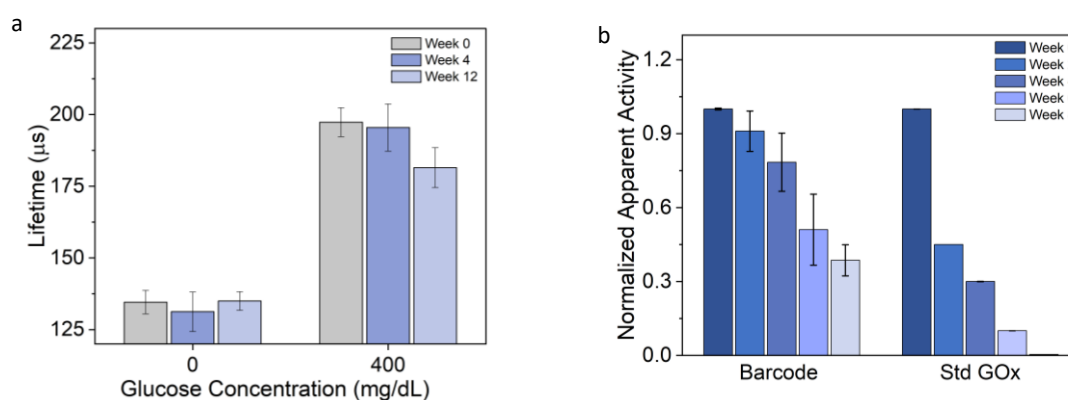 a
225
200
175
150
125
Lifetime (μs)
Week 0
Week 4
Week 12
0
400
Glucose Concentration (mg/dL)
b
1.2
0.9
0.6
0.3
0.0
Normalized Apparent Activity
Week
Week
Week
Week
Week
Barcode
Std GOx